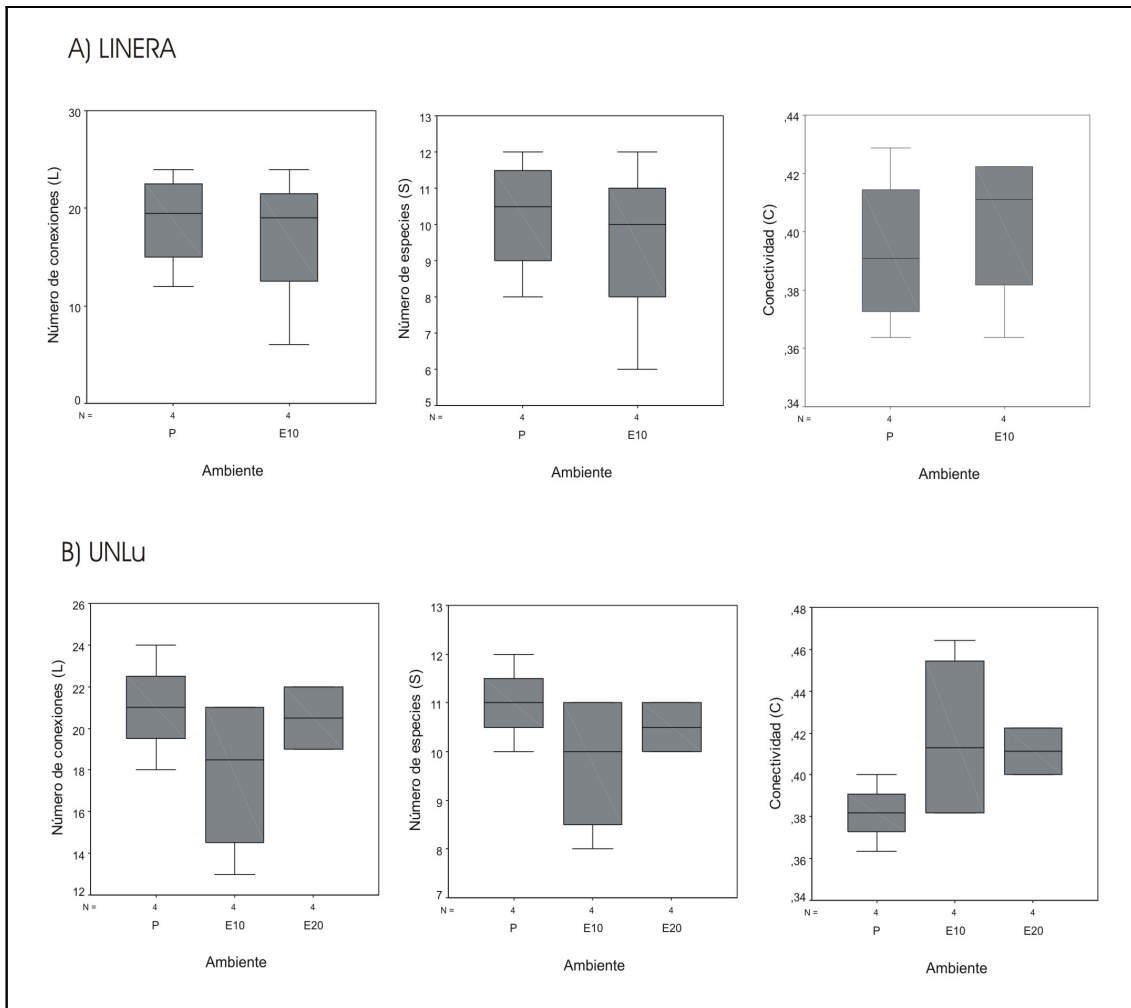 A) LINERA
Número de conexiones (L)
30
20
10
0
N =
4
4
P
E10
Ambiente
Número de especies (S)
13
12
11
10
9
8
7
6
5
N =
4
4
P
E10
Ambiente
Conectividad (C)
,44
,42
,40
,38
,36
,34
N =
4
4
P
E10
Ambiente
B) UNLu
Número de conexiones (L)
26
24
22
20
18
16
14
12
N =
4
4
4
P
E10
E20
Ambiente
Número de especies (S)
13
12
11
10
9
8
7
N =
4
4
4
P
E10
E20
Ambiente
Conectividad (C)
,48
,46
,44
,42
,40
,38
,36
,34
N =
4
4
4
P
E10
E20
Ambiente